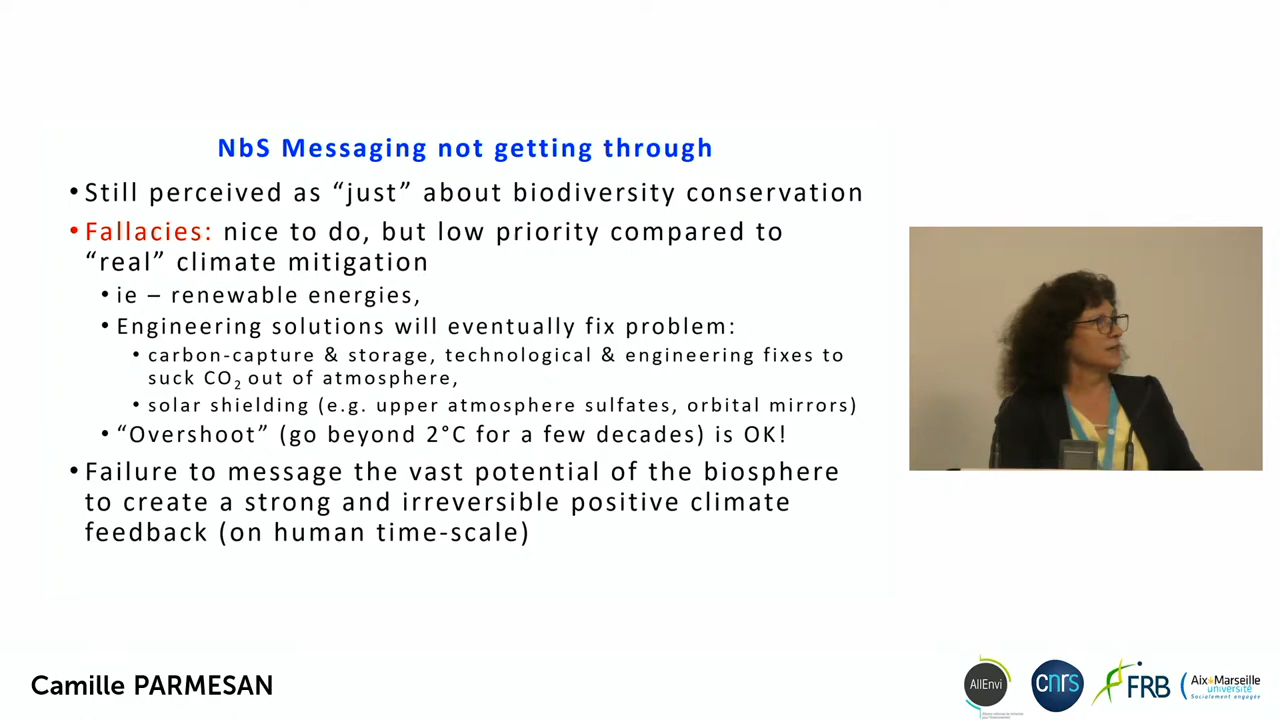 NbS Messaging not getting through
• Still perceived as “just” about biodiversity conservation
• Fallacies: nice to do, but low priority compared to
“real” climate mitigation
• ie – renewable energies,
• Engineering solutions will eventually fix problem:
• carbon-capture & storage, technological & engineering fixes to
suck CO₂ out of atmosphere,
• solar shielding (e.g. upper atmosphere sulfates, orbital mirrors)
• “Overshoot” (go beyond 2°C for a few decades) is OK!
• Failure to message the vast potential of the biosphere
to create a strong and irreversible positive climate
feedback (on human time-scale)
Camille PARMESAN
AllEnvi
cnrs
FRB
Aix Marseille
université
Socialement engagée